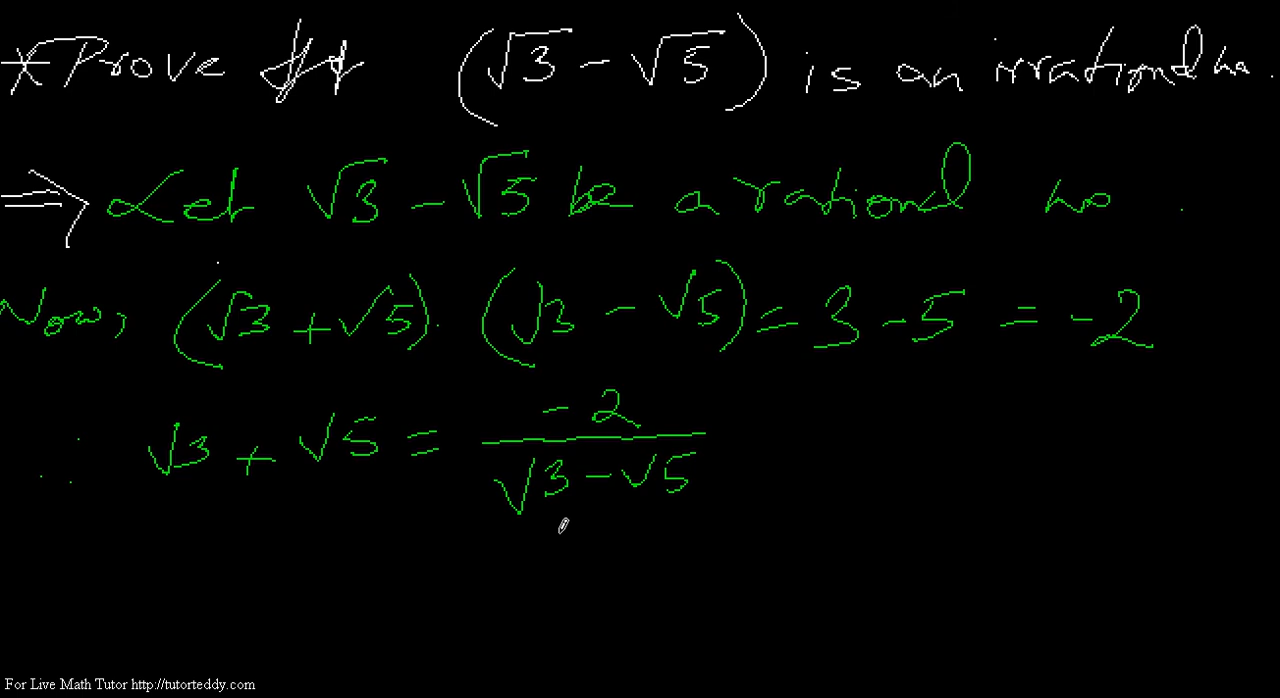 * Prove that (√3 - √5) is an irrational no.
⇒ Let √3 - √5 be a rational no.
Now, (√3 + √5) · (√3 - √5) = 3 - 5 = -2
∴ √3 + √5 = -2 / (√3 - √5)
For Live Math Tutor http://tutorteddy.com